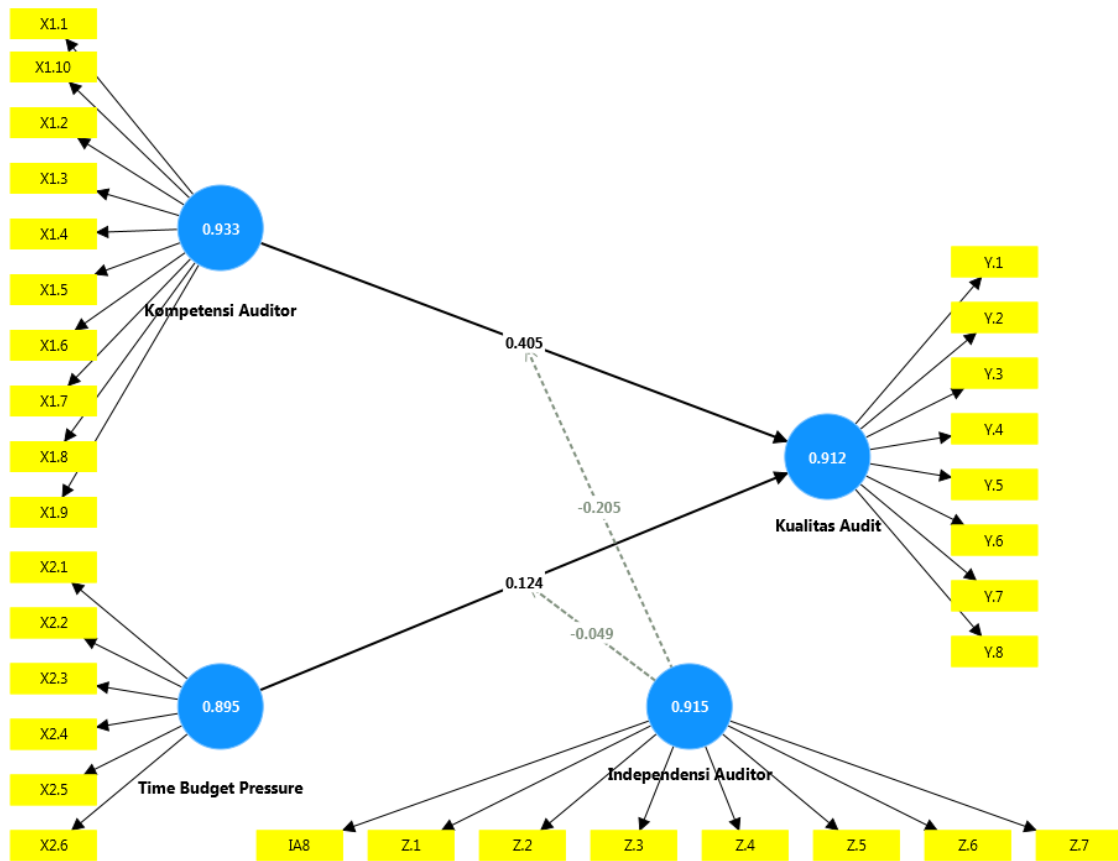 X1.1
X1.10
X1.2
X1.3
X1.4
X1.5
X1.6
X1.7
X1.8
X1.9
0.933
Kompetensi Auditor
0.405
Y.1
Y.2
Y.3
Y.4
Y.5
Y.6
Y.7
Y.8
0.912
Kualitas Audit
-0.205
0.124
-0.049
X2.1
X2.2
X2.3
X2.4
X2.5
X2.6
0.895
Time Budget Pressure
0.915
Independensi Auditor
IA8
Z.1
Z.2
Z.3
Z.4
Z.5
Z.6
Z.7